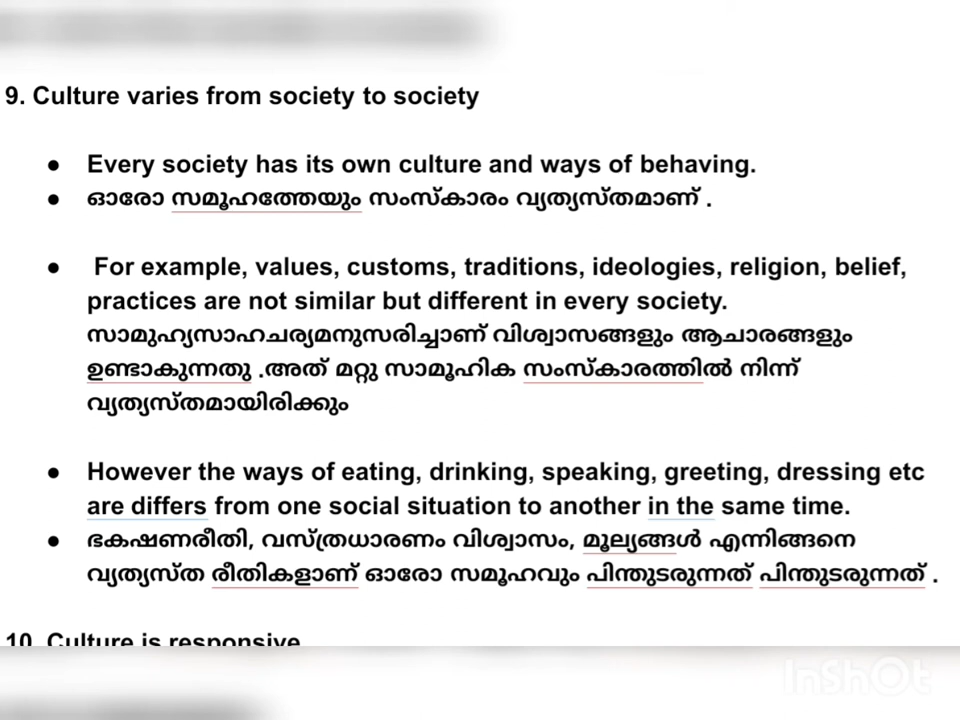 9. Culture varies from society to society
● Every society has its own culture and ways of behaving.
● ഓരോ സമൂഹത്തേയും സംസ്കാരം വ്യത്യസ്തമാണ് .
● For example, values, customs, traditions, ideologies, religion, belief,
practices are not similar but different in every society.
സാമുഹ്യസാഹചര്യമനുസരിച്ചാണ് വിശ്വാസങ്ങളും ആചാരങ്ങളും
ഉണ്ടാകുന്നതു .അത് മറ്റു സാമൂഹിക സംസ്കാരത്തിൽ നിന്ന്
വ്യത്യസ്തമായിരിക്കും
● However the ways of eating, drinking, speaking, greeting, dressing etc
are differs from one social situation to another in the same time.
● ഭകഷണരീതി, വസ്ത്രധാരണം വിശ്വാസം, മൂല്യങ്ങൾ എന്നിങ്ങനെ
വ്യത്യസ്ത രീതികളാണ് ഓരോ സമൂഹവും പിന്തുടരുന്നത് പിന്തുടരുന്നത് .
10. Culture is responsive
InShOt